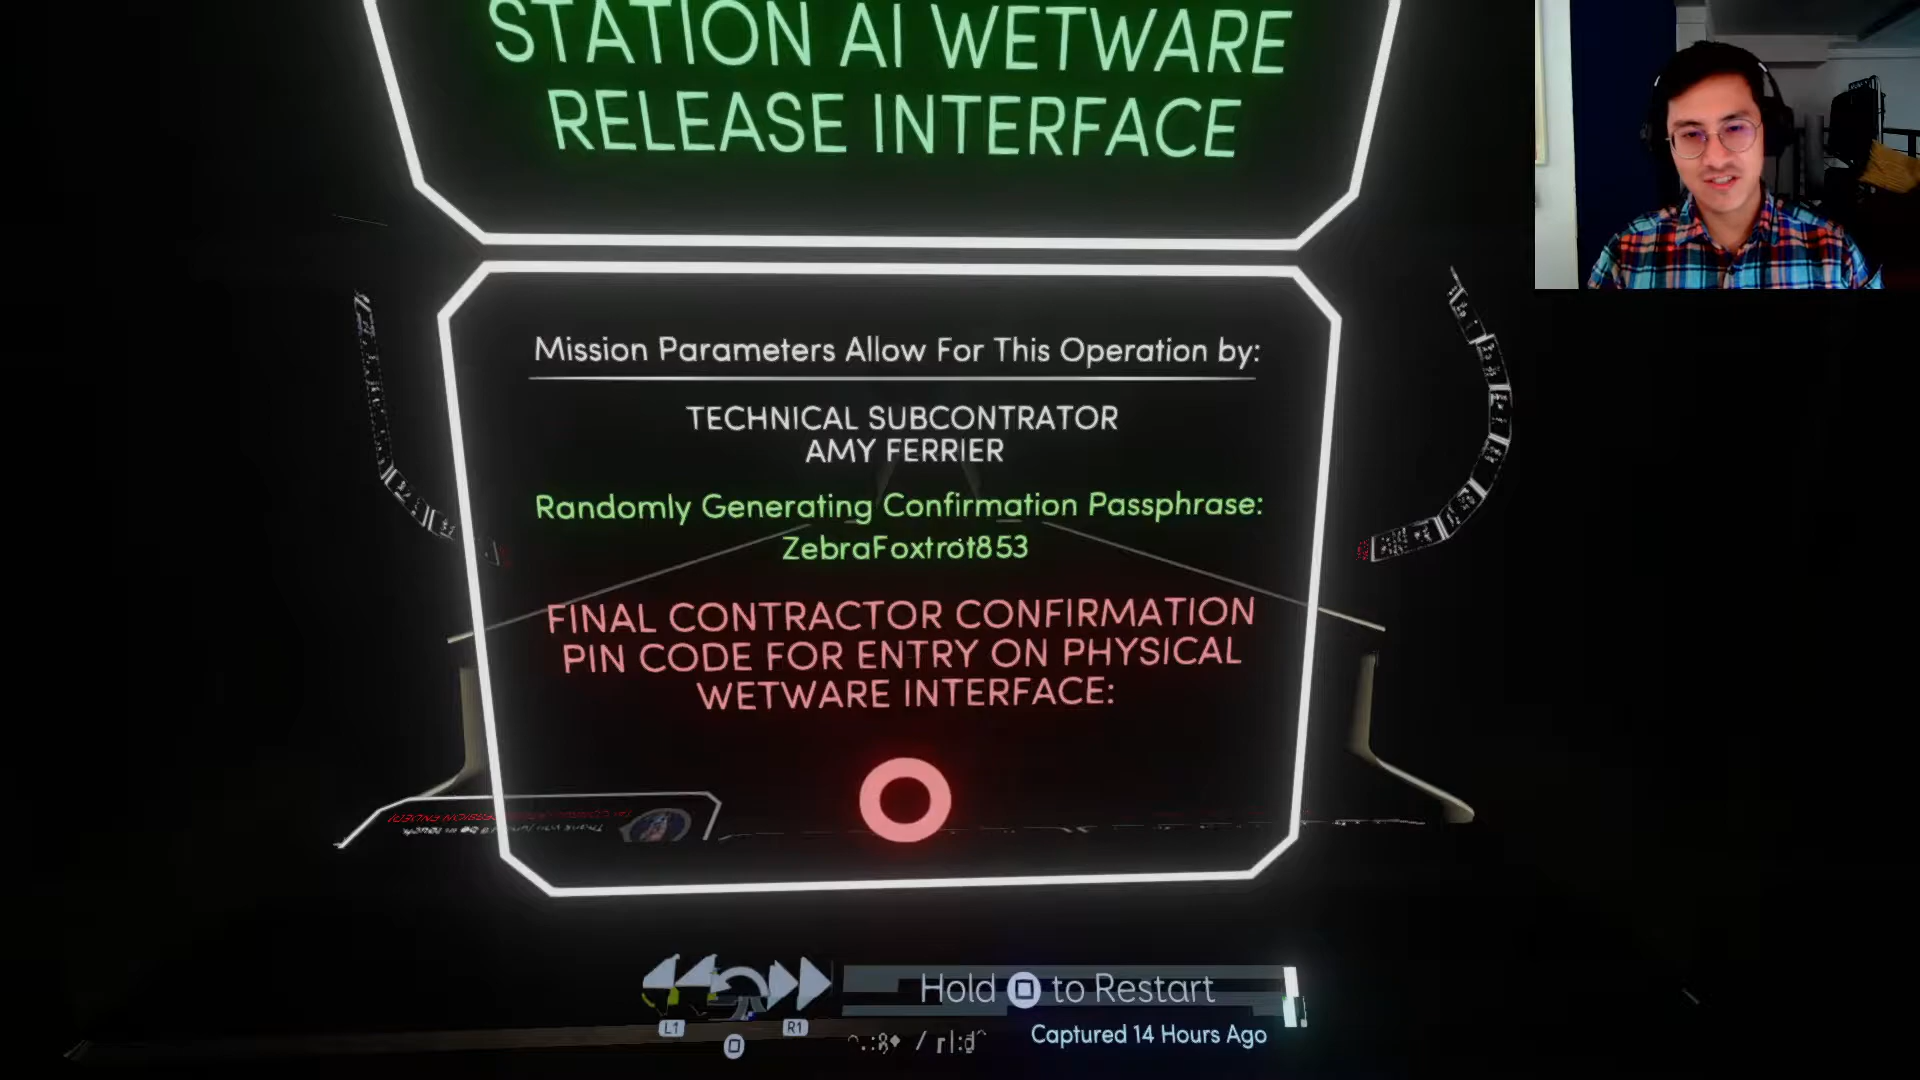 STATION AI WETWARE
RELEASE INTERFACE
Mission Parameters Allow For This Operation by:
TECHNICAL SUBCONTRATOR
AMY FERRIER
Randomly Generating Confirmation Passphrase:
ZebraFoxtrot853
FINAL CONTRACTOR CONFIRMATION
PIN CODE FOR ENTRY ON PHYSICAL
WETWARE INTERFACE:
Hold to Restart
L1
R1
Captured 14 Hours Ago